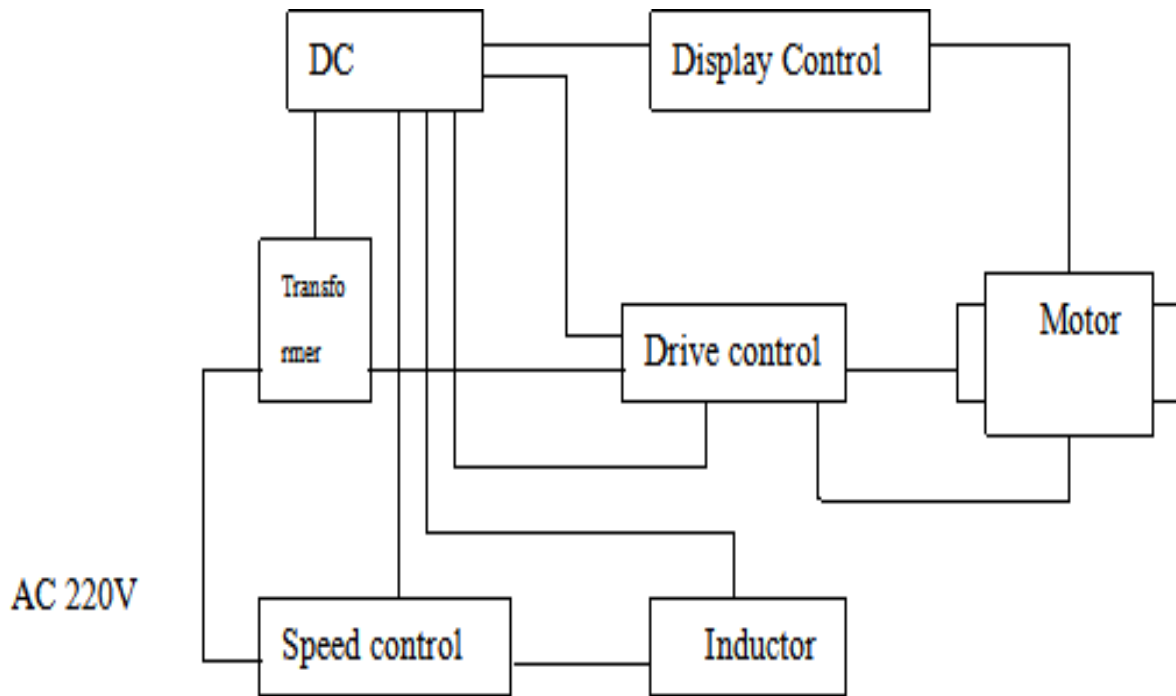 DC
Display Control
Transfo
rmer
Motor
Drive control
AC 220V
Speed control
Inductor